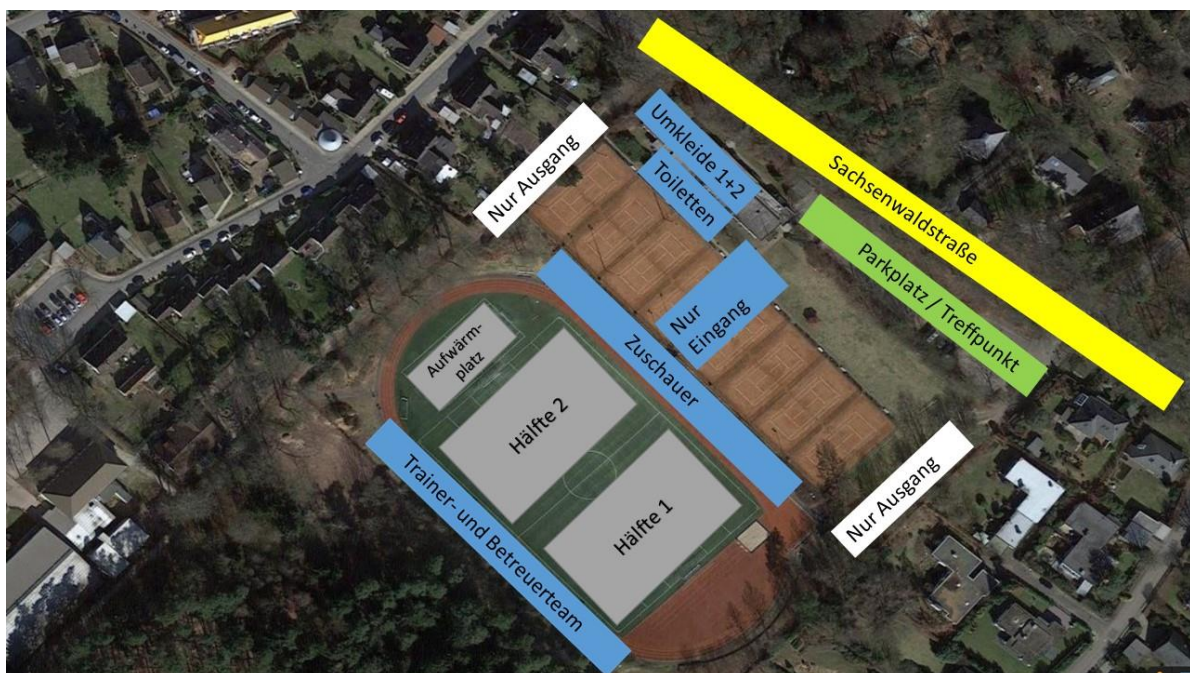 Sachsenwaldstraße
Umkleide 1+2
Toiletten
Nur Ausgang
Parkplatz / Treffpunkt
Nur
Eingang
Zuschauer
Aufwärm-
platz
Hälfte 2
Hälfte 1
Nur Ausgang
Trainer- und Betreuerteam